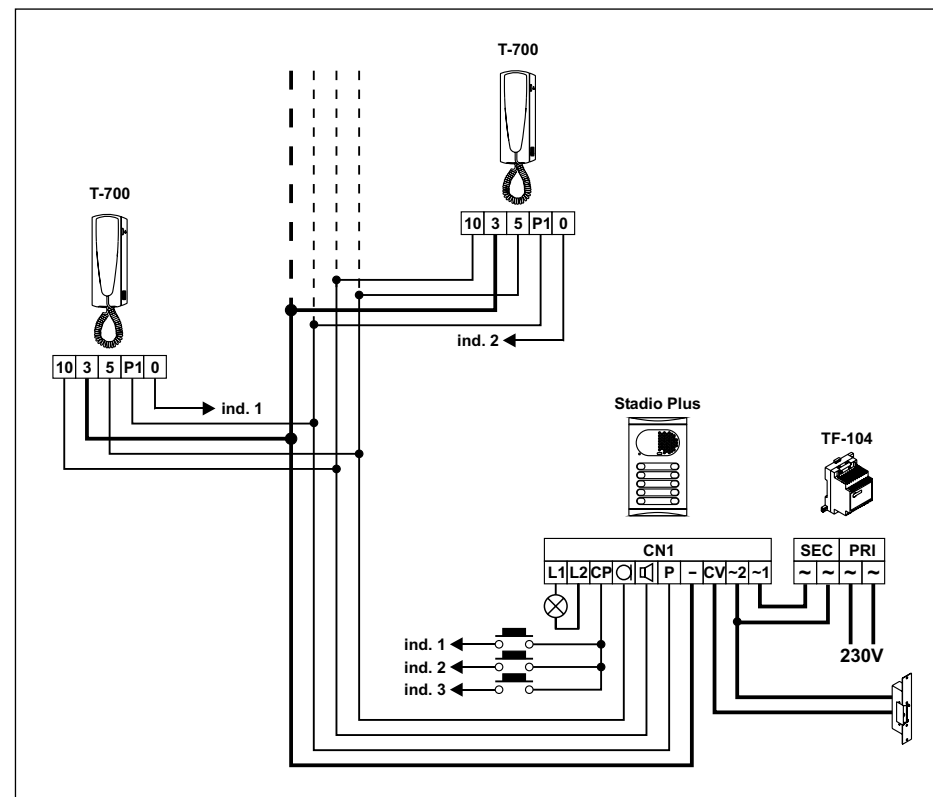 T-700
T-700
10 3 5 P1 0
ind. 2
10 3 5 P1 0
ind. 1
Stadio Plus
TF-104
CN1
SEC PRI
L1 L2 CP P – CV ~2 ~1
~ ~ ~ ~
230V
ind. 1
ind. 2
ind. 3